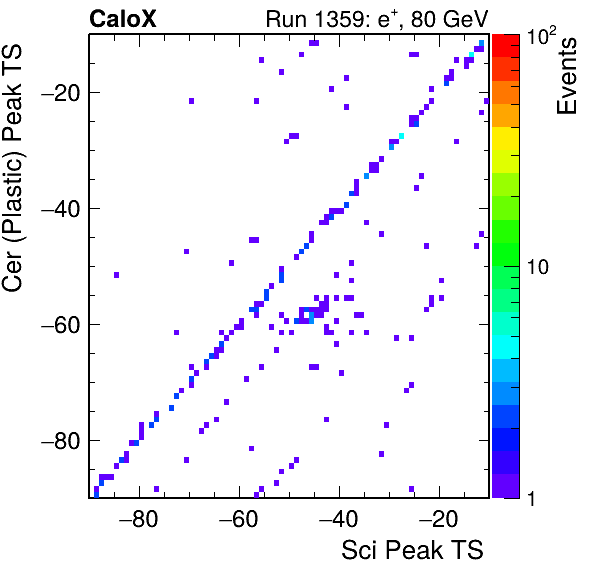 CaloX Run 1359: e⁺, 80 GeV
Cer (Plastic) Peak TS
−20
−40
−60
−80
−80 −60 −40 −20
Sci Peak TS
10²
10
1
Events